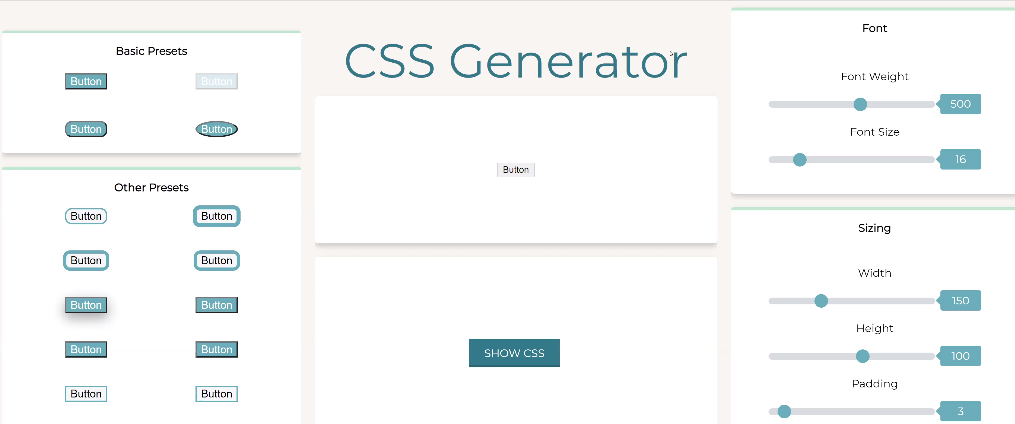 Basic Presets
Button
Button
Button
Button
Other Presets
Button
Button
Button
Button
Button
Button
Button
Button
Button
Button
CSS Generator
Button
SHOW CSS
Font
Font Weight
500
Font Size
16
Sizing
Width
150
Height
100
Padding
3